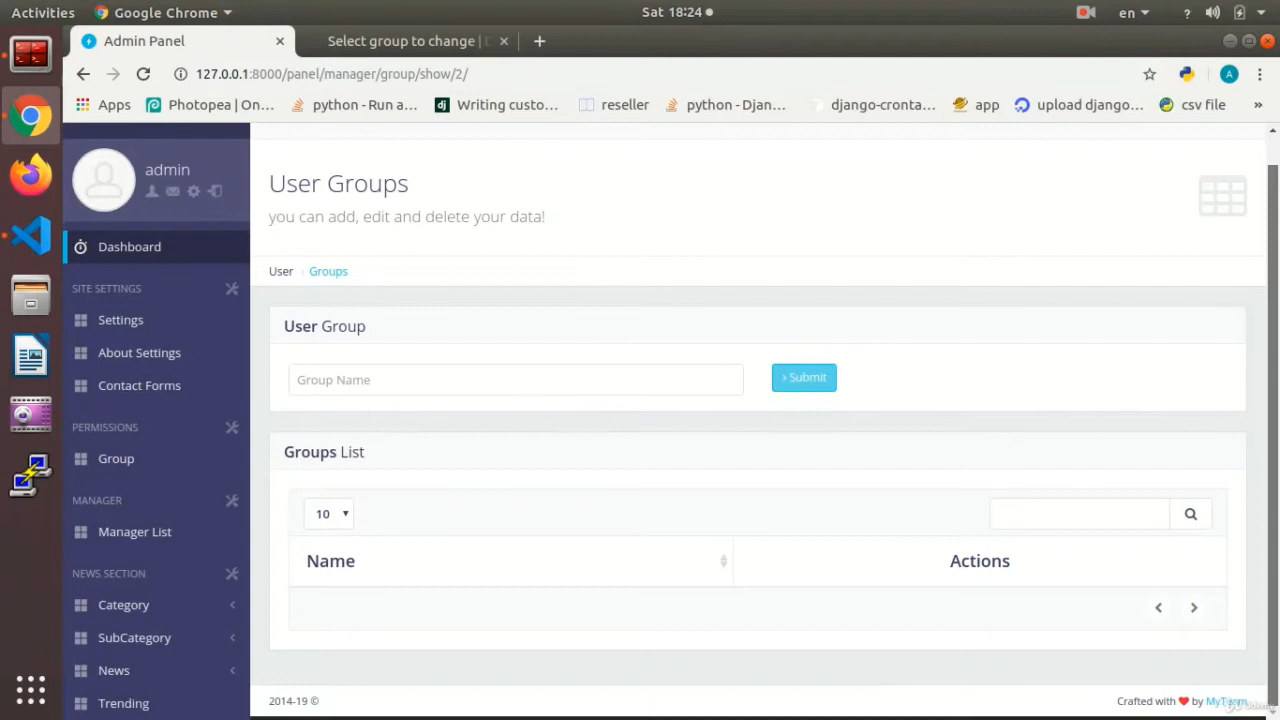 Activities
Google Chrome
Sat 18:24
en
?
Admin Panel
Select group to change |
127.0.0.1:8000/panel/manager/group/show/2/
A
Apps
Photopea | On...
python - Run a...
Writing custo...
reseller
python - Djan...
django-cronta...
app
upload django...
csv file
»
admin
Dashboard
SITE SETTINGS
Settings
About Settings
Contact Forms
PERMISSIONS
Group
MANAGER
Manager List
NEWS SECTION
Category
SubCategory
News
Trending
User Groups
you can add, edit and delete your data!
User › Groups
User Group
Group Name
› Submit
Groups List
10
Name
Actions
2014-19 ©
Crafted with ❤ by MyTeam